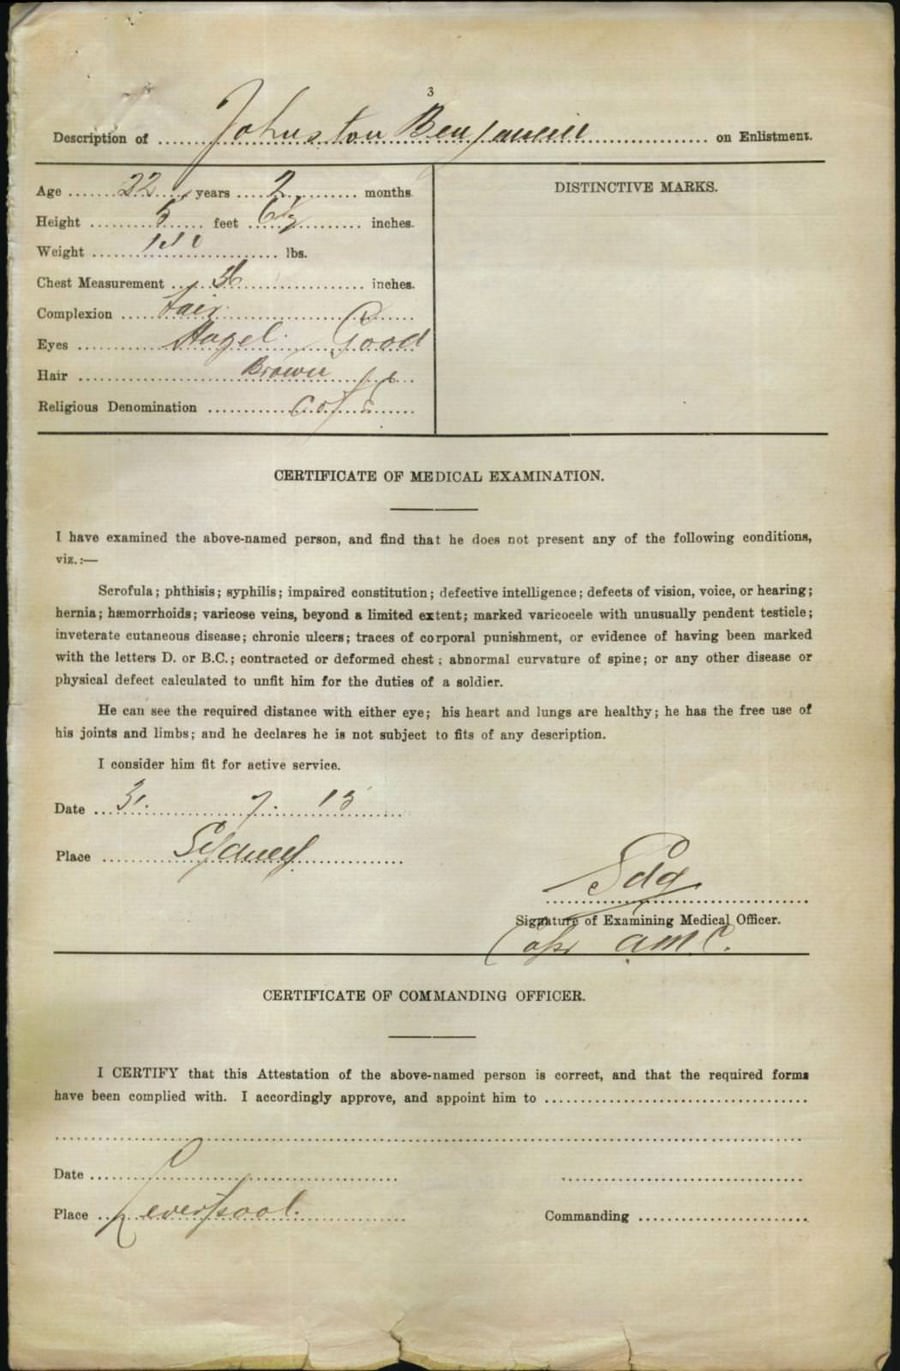 3
Description of Johnston Benjamin on Enlistment.
Age 22 years 2 months
Height 5 feet 6½ inches.
Weight lbs.
Chest Measurement 36 inches.
Complexion Fair
Eyes Hazel. Good
Hair Brown
Religious Denomination C of E
DISTINCTIVE MARKS.
CERTIFICATE OF MEDICAL EXAMINATION.
I have examined the above-named person, and find that he does not present any of the following conditions,
viz.:—
Scrofula; phthisis; syphilis; impaired constitution; defective intelligence; defects of vision, voice, or hearing;
hernia; hæmorrhoids; varicose veins, beyond a limited extent; marked varicocele with unusually pendent testicle;
inveterate cutaneous disease; chronic ulcers; traces of corporal punishment, or evidence of having been marked
with the letters D. or B.C.; contracted or deformed chest; abnormal curvature of spine; or any other disease or
physical defect calculated to unfit him for the duties of a soldier.
He can see the required distance with either eye; his heart and lungs are healthy; he has the free use of
his joints and limbs; and he declares he is not subject to fits of any description.
I consider him fit for active service.
Date 31. 7. 15
Place Sydney
Signature of Examining Medical Officer.
Capt A.M.C.
CERTIFICATE OF COMMANDING OFFICER.
I CERTIFY that this Attestation of the above-named person is correct, and that the required forms
have been complied with. I accordingly approve, and appoint him to
Date
Place Liverpool.
Commanding